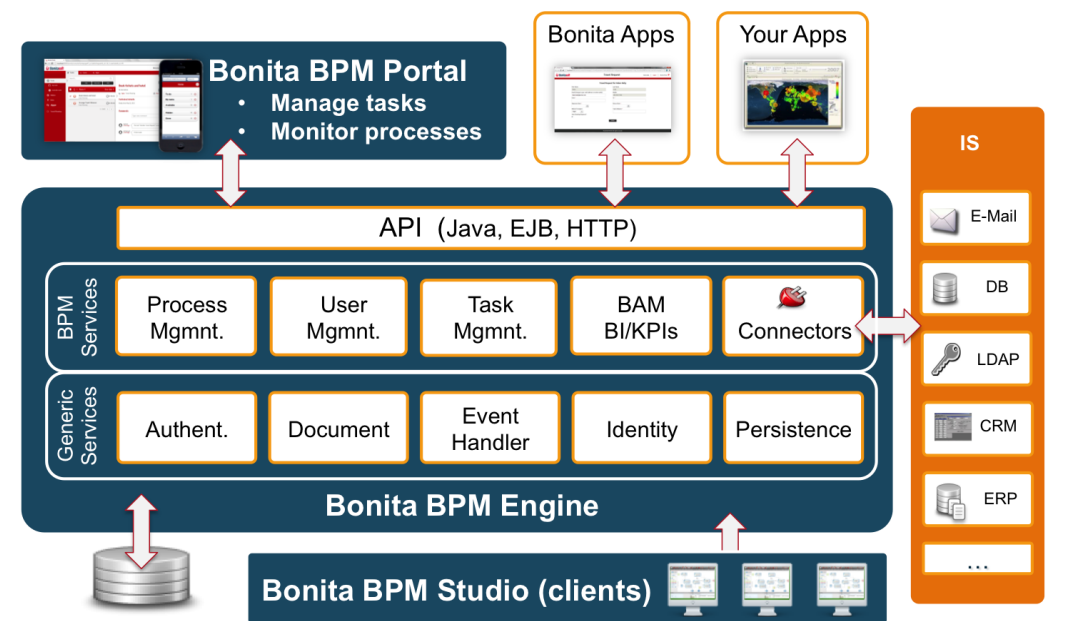 Bonita BPM Portal
• Manage tasks
• Monitor processes
Bonita Apps
Your Apps
IS
E-Mail
DB
LDAP
CRM
ERP
...
API (Java, EJB, HTTP)
BPM
Services
Process
Mgmnt.
User
Mgmnt.
Task
Mgmnt.
BAM
BI/KPIs
Connectors
Generic
Services
Authent.
Document
Event
Handler
Identity
Persistence
Bonita BPM Engine
Bonita BPM Studio (clients)